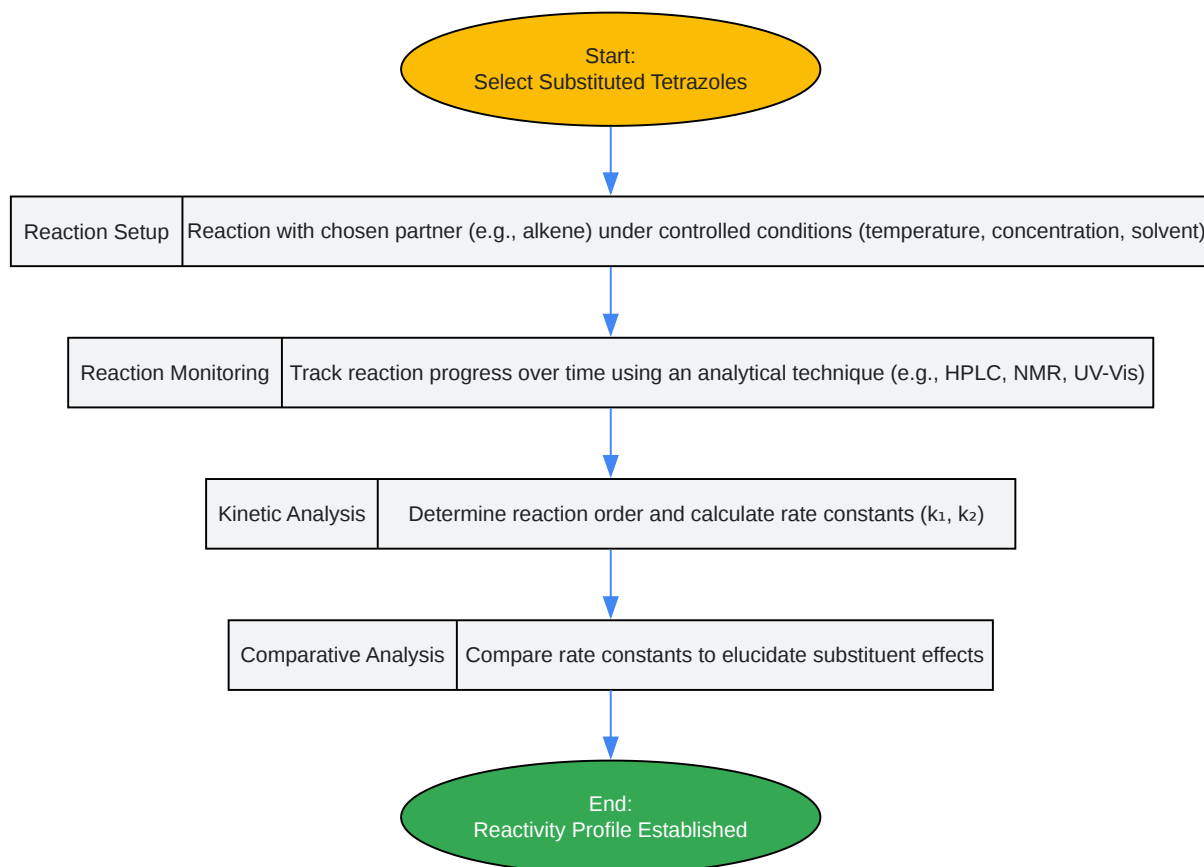 Start:
Select Substituted Tetrazoles
Reaction Setup
Reaction with chosen partner (e.g., alkene) under controlled conditions (temperature, concentration, solvent)
Reaction Monitoring
Track reaction progress over time using an analytical technique (e.g., HPLC, NMR, UV-Vis)
Kinetic Analysis
Determine reaction order and calculate rate constants (k₁, k₂)
Comparative Analysis
Compare rate constants to elucidate substituent effects
End:
Reactivity Profile Established